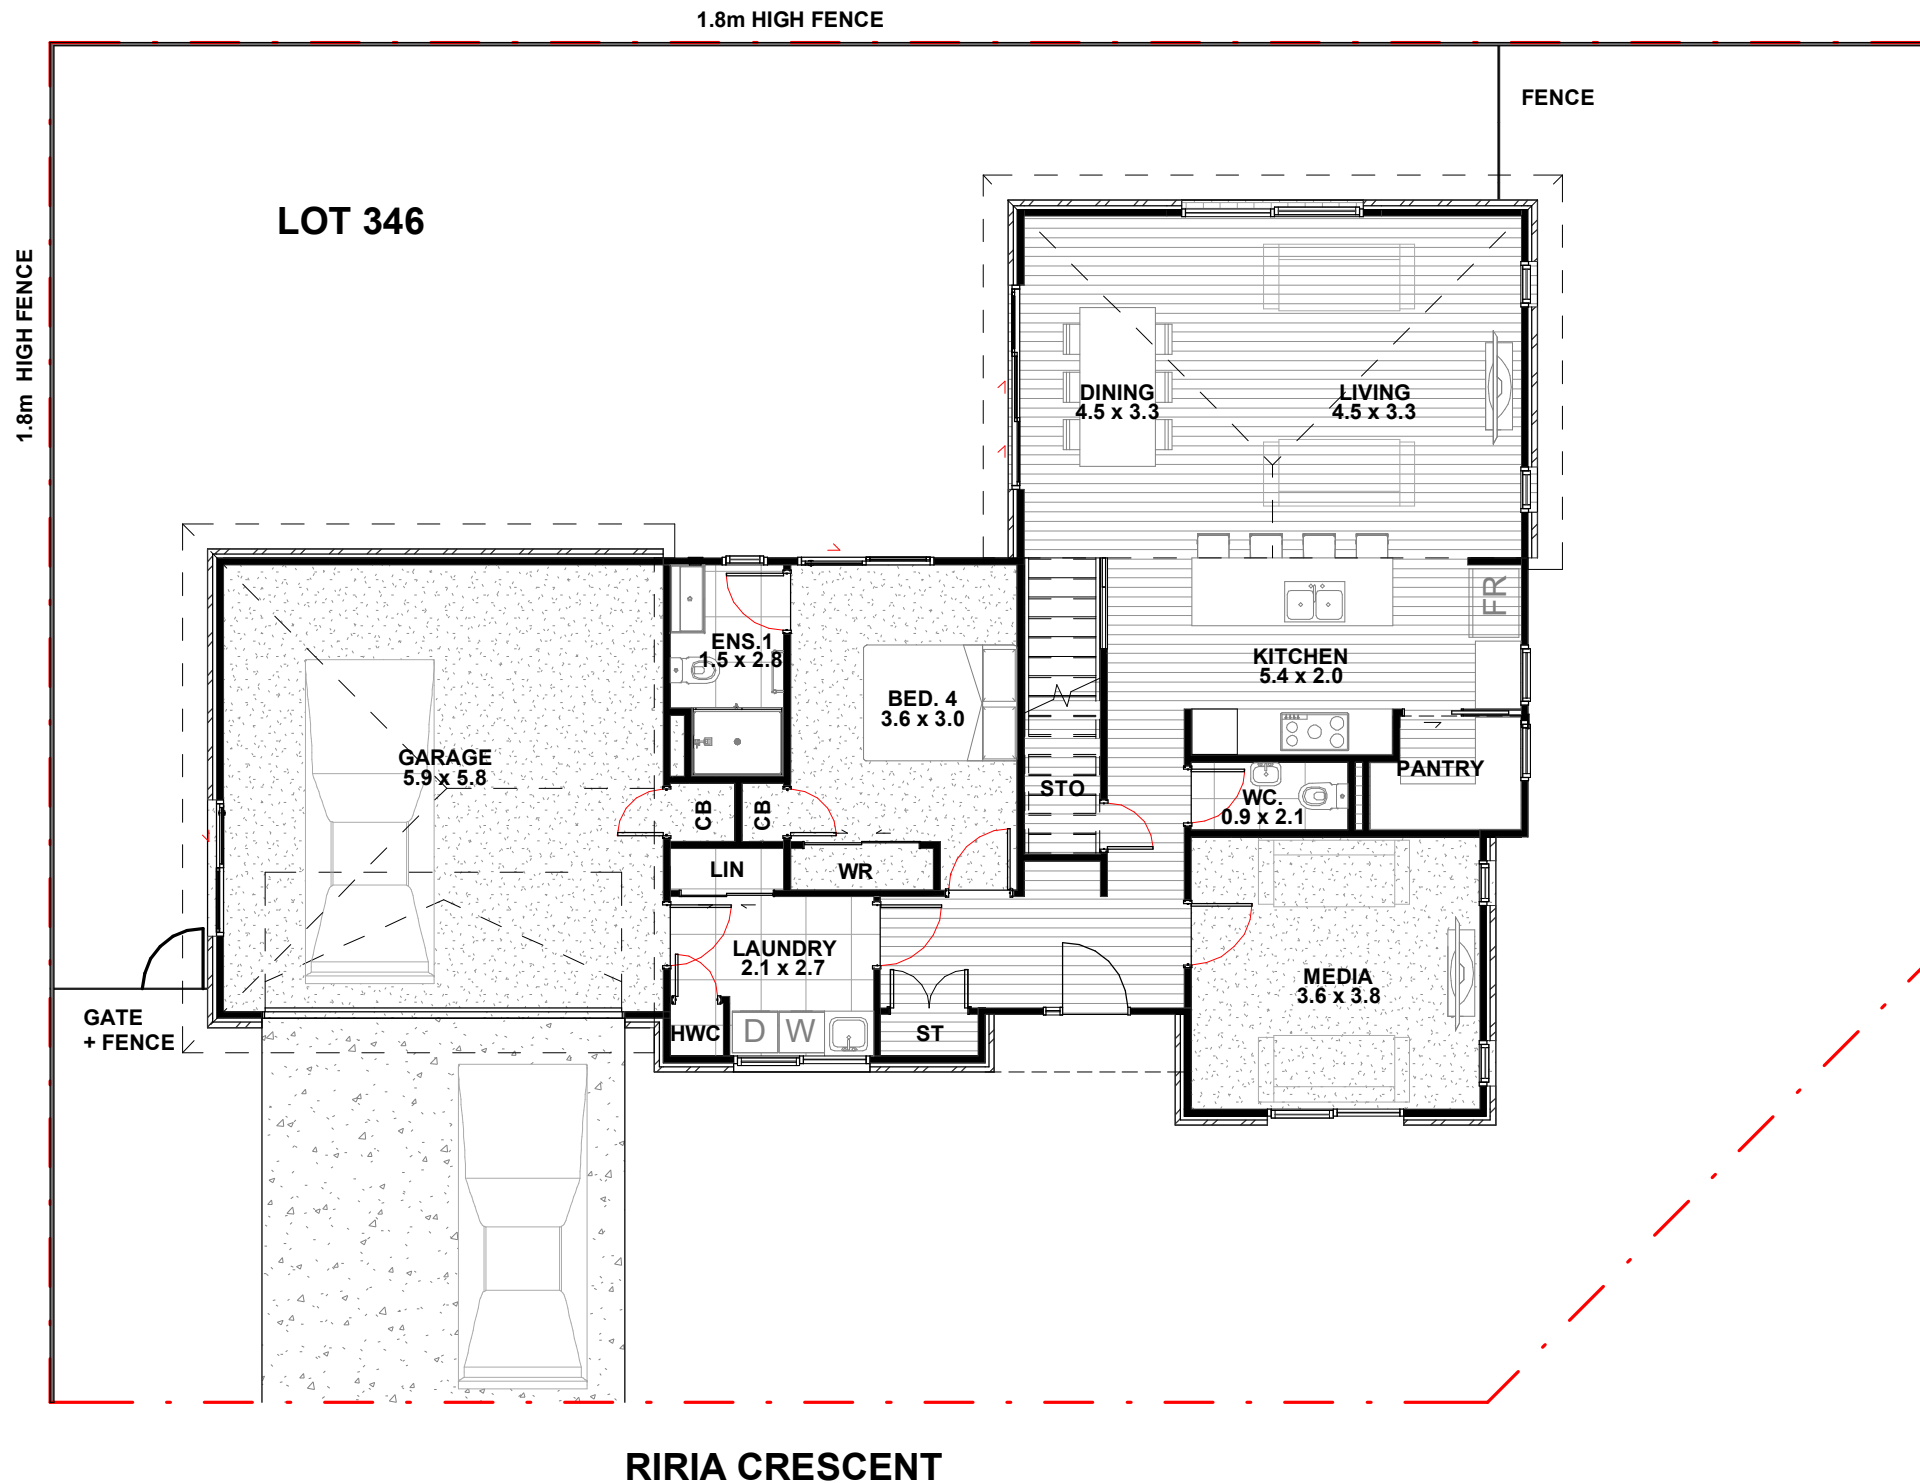 1.8m HIGH FENCE
FENCE
LOT 346
1.8m HIGH FENCE
DINING
4.5 x 3.3
LIVING
4.5 x 3.3
FR
ENS.1
1.5 x 2.8
KITCHEN
5.4 x 2.0
BED. 4
3.6 x 3.0
GARAGE
5.9 x 5.8
PANTRY
STO
WC.
0.9 x 2.1
CB
CB
LIN
WR
LAUNDRY
2.1 x 2.7
MEDIA
3.6 x 3.8
GATE
+ FENCE
HWC
D
W
ST
RIRIA CRESCENT